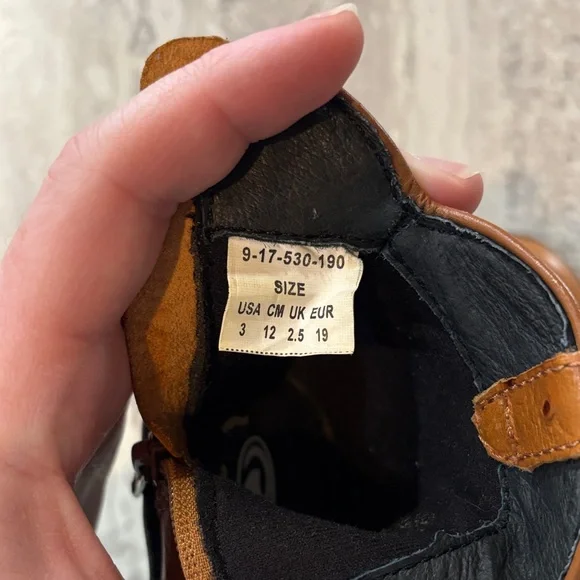 9-17-530-190
SIZE
USA CM UK EUR
3 12 2.5 19